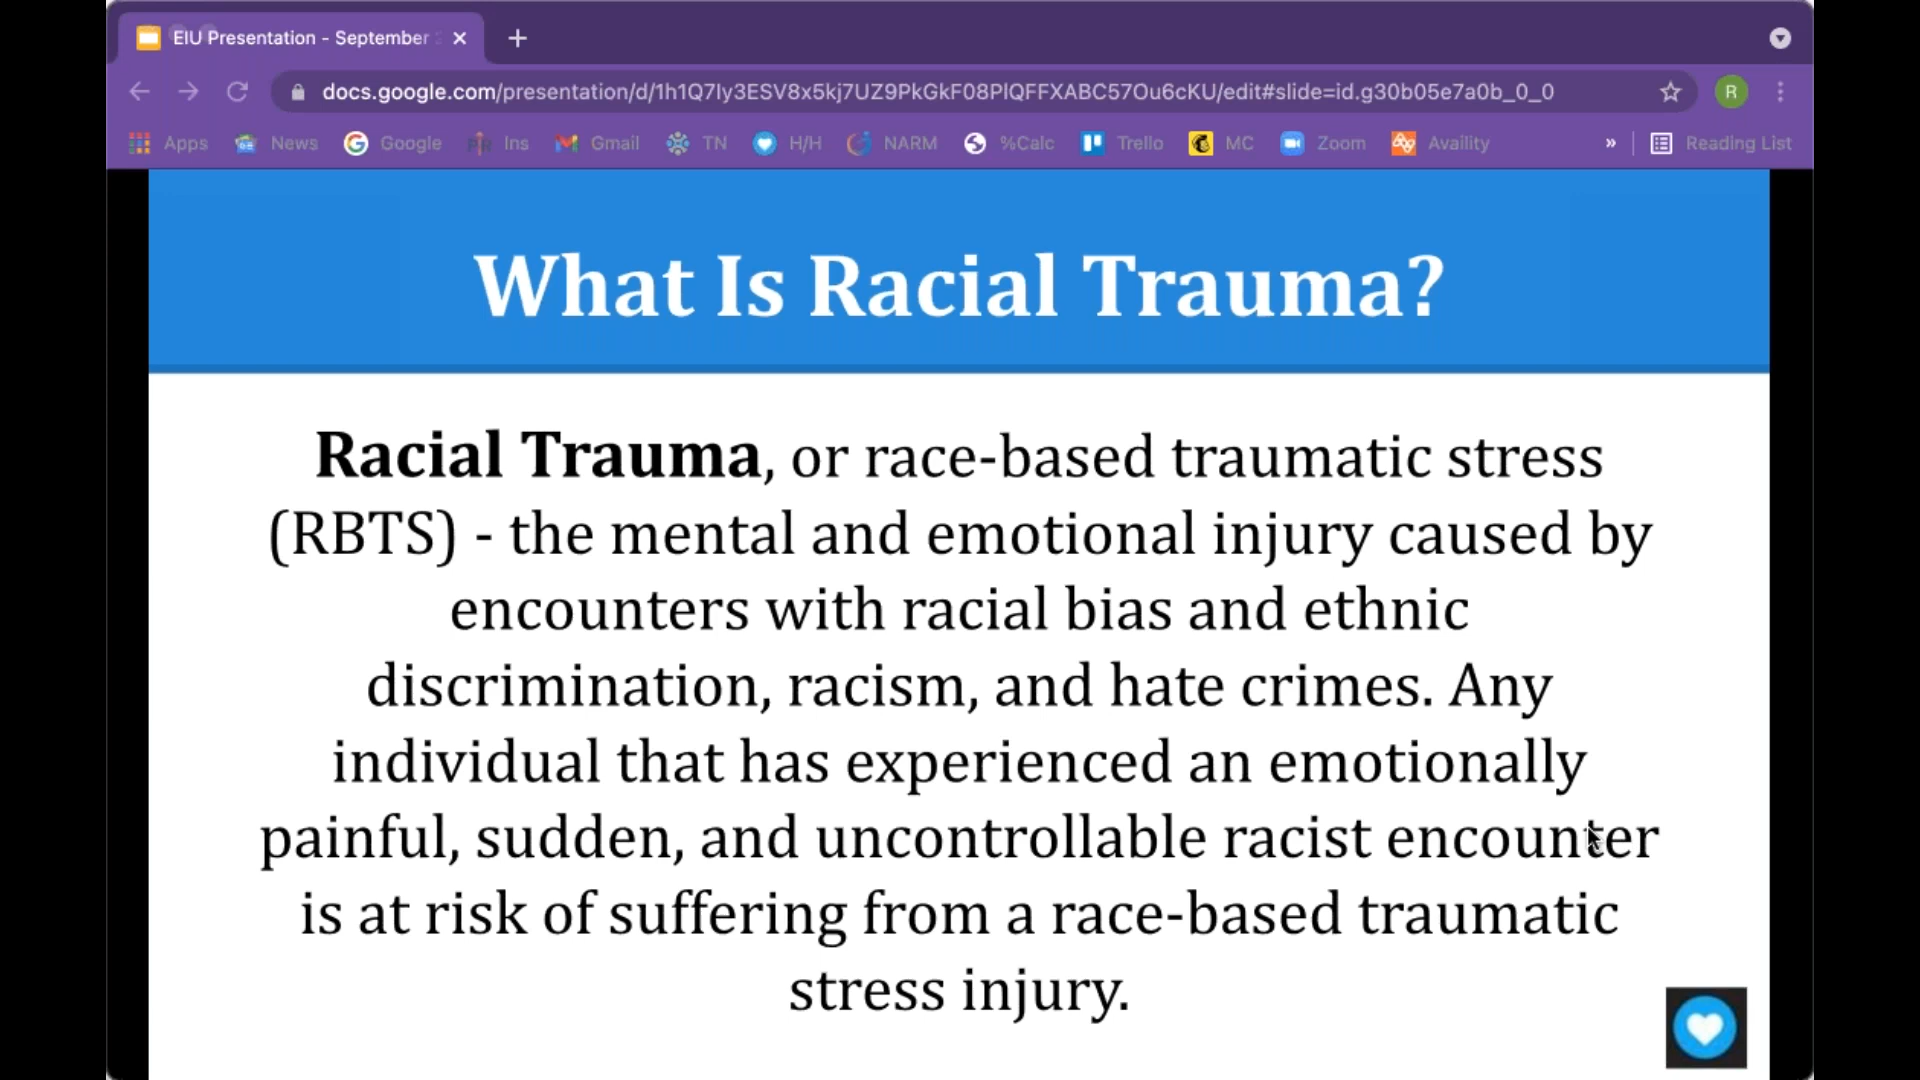 EIU Presentation - September
docs.google.com/presentation/d/1h1Q7Iy3ESV8x5kj7UZ9PkGkF08PlQFFXABC57Ou6cKU/edit#slide=id.g30b05e7a0b_0_0
R
Apps News Google Ins Gmail TN H/H NARM %Calc Trello MC Zoom Availity » Reading List
What Is Racial Trauma?
Racial Trauma, or race-based traumatic stress
(RBTS) - the mental and emotional injury caused by
encounters with racial bias and ethnic
discrimination, racism, and hate crimes. Any
individual that has experienced an emotionally
painful, sudden, and uncontrollable racist encounter
is at risk of suffering from a race-based traumatic
stress injury.